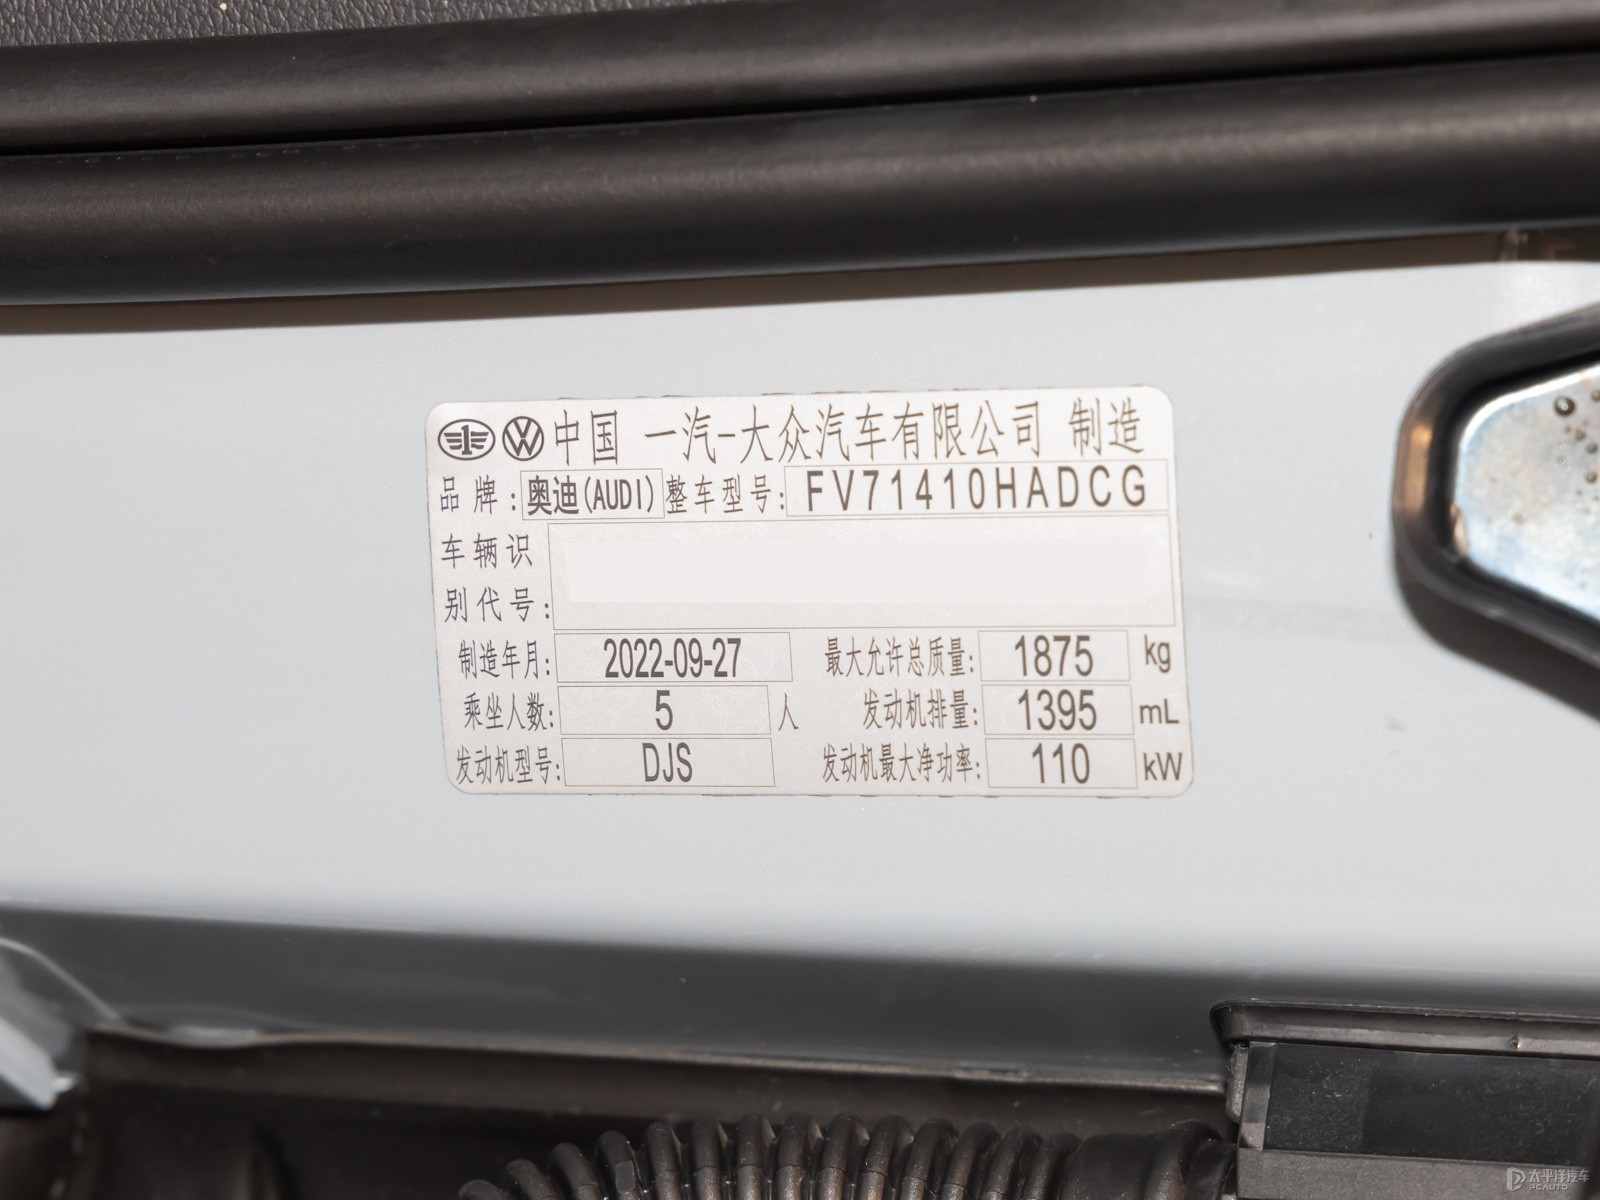 中国 一汽-大众汽车有限公司 制造
品牌: 奥迪(AUDI) 整车型号: FV71410HADCG
车辆识
别代号:
制造年月: 2022-09-27 最大允许总质量: 1875 kg
乘坐人数: 5 人 发动机排量: 1395 mL
发动机型号: DJS 发动机最大净功率: 110 kW
太平洋汽车
PCAUTO